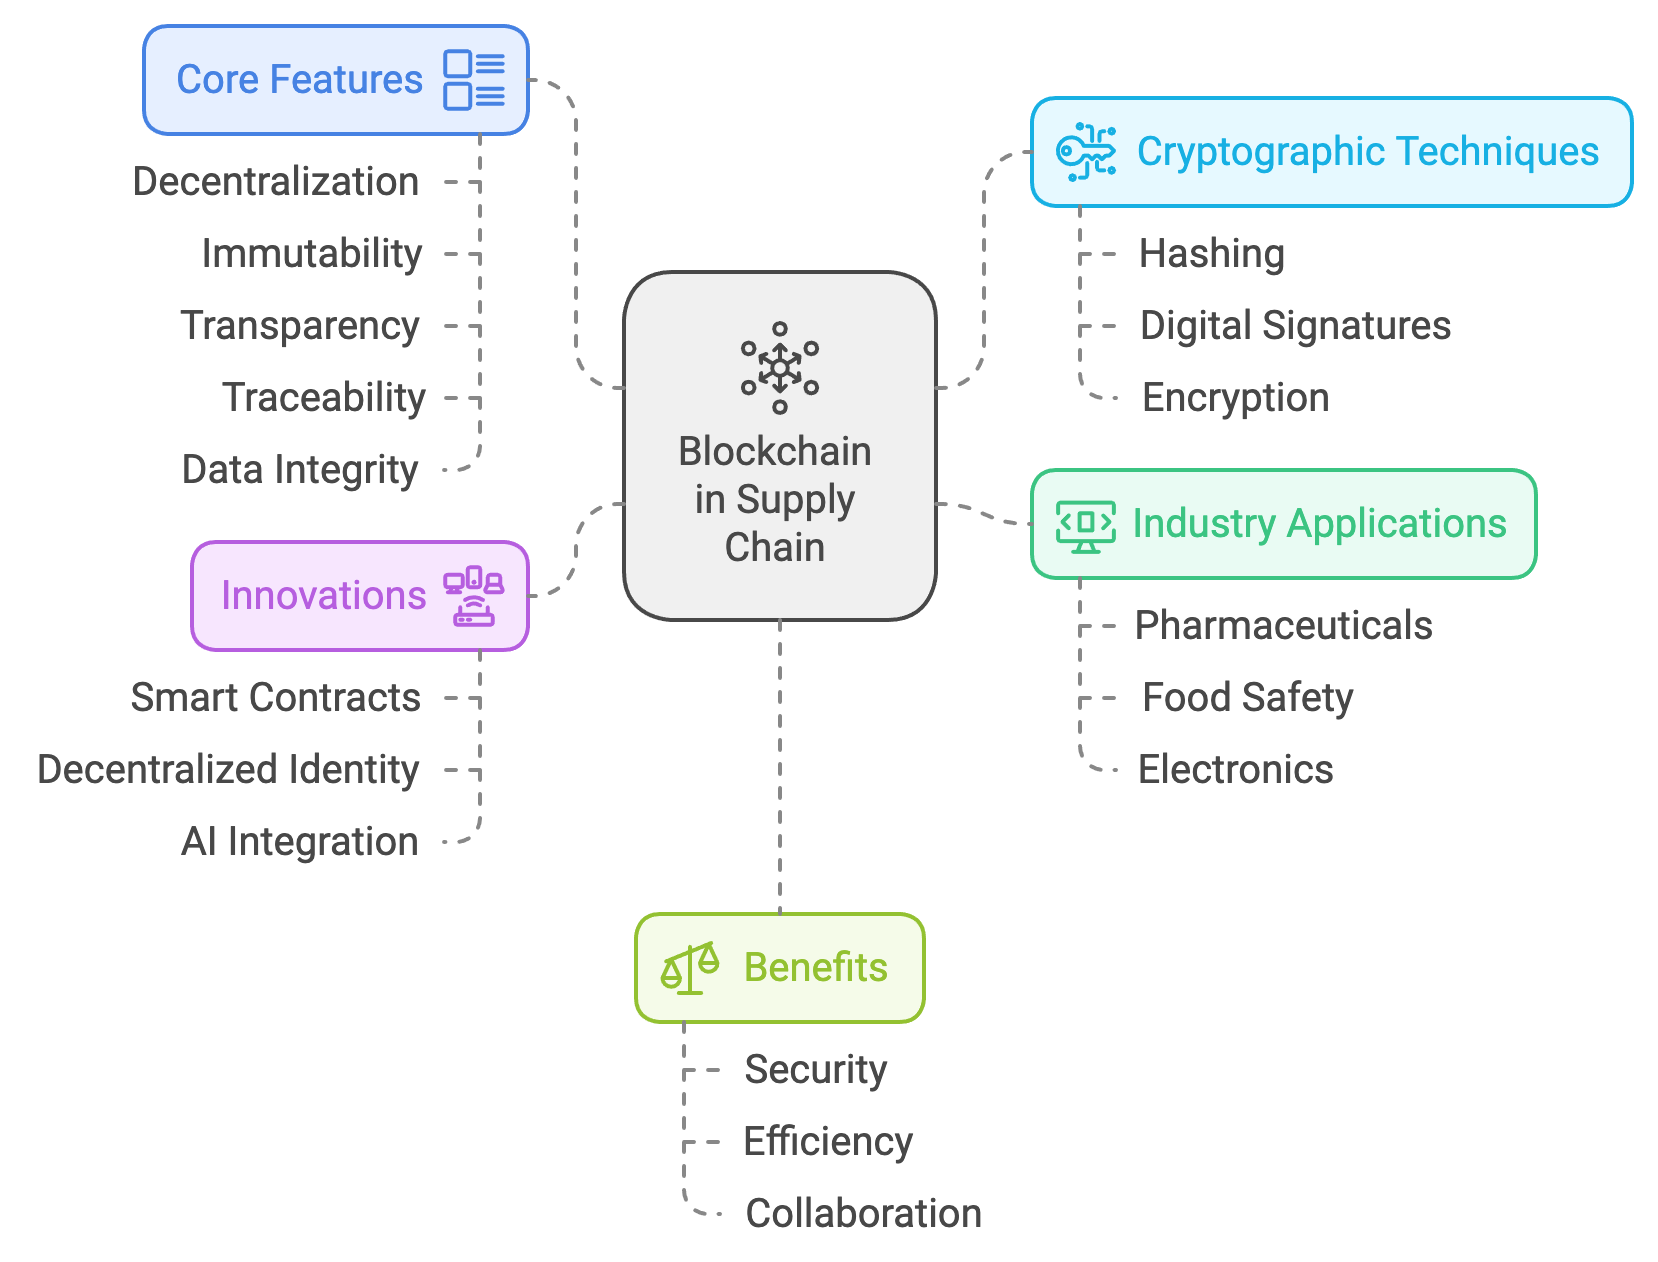 Core Features
Decentralization
Immutability
Transparency
Traceability
Data Integrity
Innovations
Smart Contracts
Decentralized Identity
AI Integration
Blockchain
in Supply
Chain
Cryptographic Techniques
Hashing
Digital Signatures
Encryption
Industry Applications
Pharmaceuticals
Food Safety
Electronics
Benefits
Security
Efficiency
Collaboration